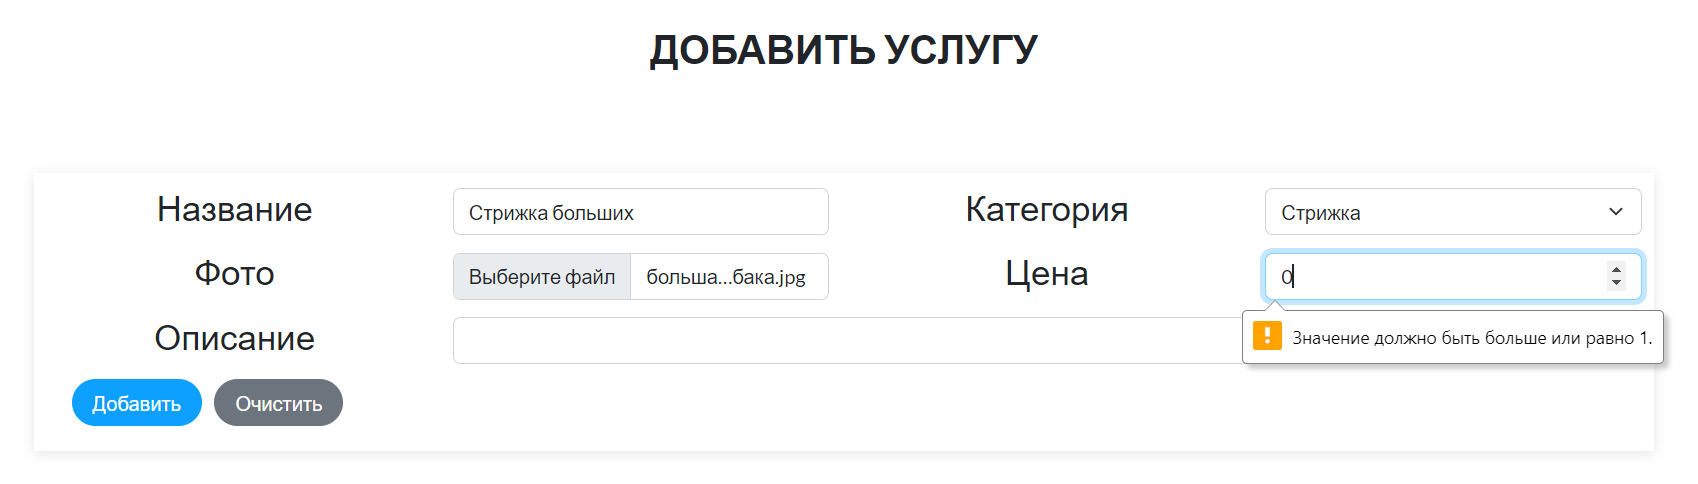 ДОБАВИТЬ УСЛУГУ
Название
Стрижка больших
Категория
Стрижка
Фото
Выберите файл
больша...бака.jpg
Цена
0
Описание
Значение должно быть больше или равно 1.
Добавить
Очистить